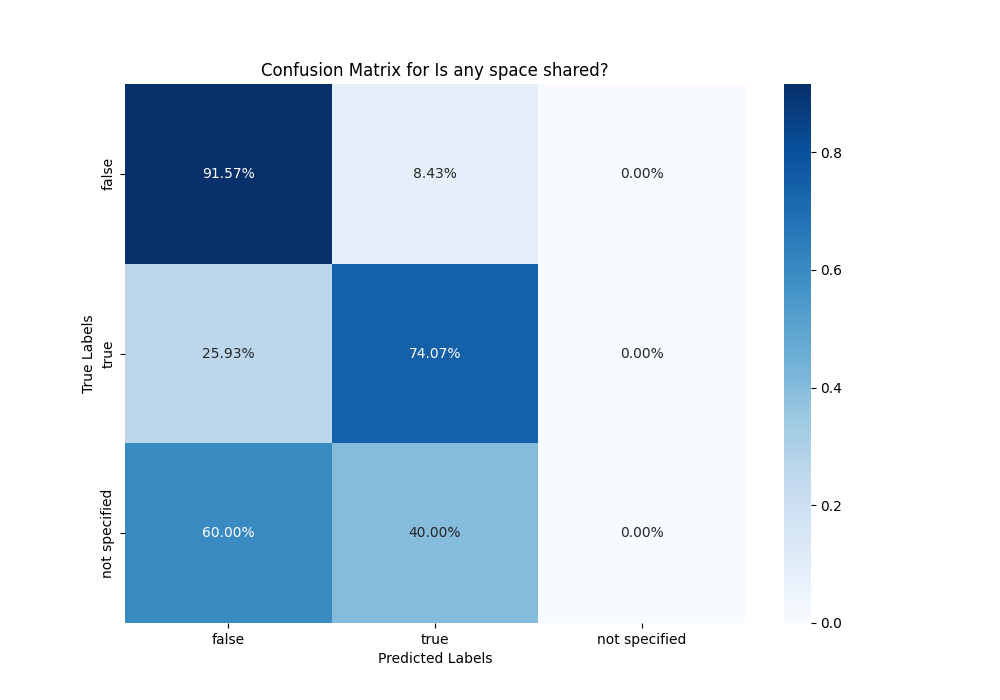 Confusion Matrix for Is any space shared?
True Labels
false
91.57%
8.43%
0.00%
true
25.93%
74.07%
0.00%
not specified
60.00%
40.00%
0.00%
false
true
not specified
Predicted Labels
0.8
0.6
0.4
0.2
0.0